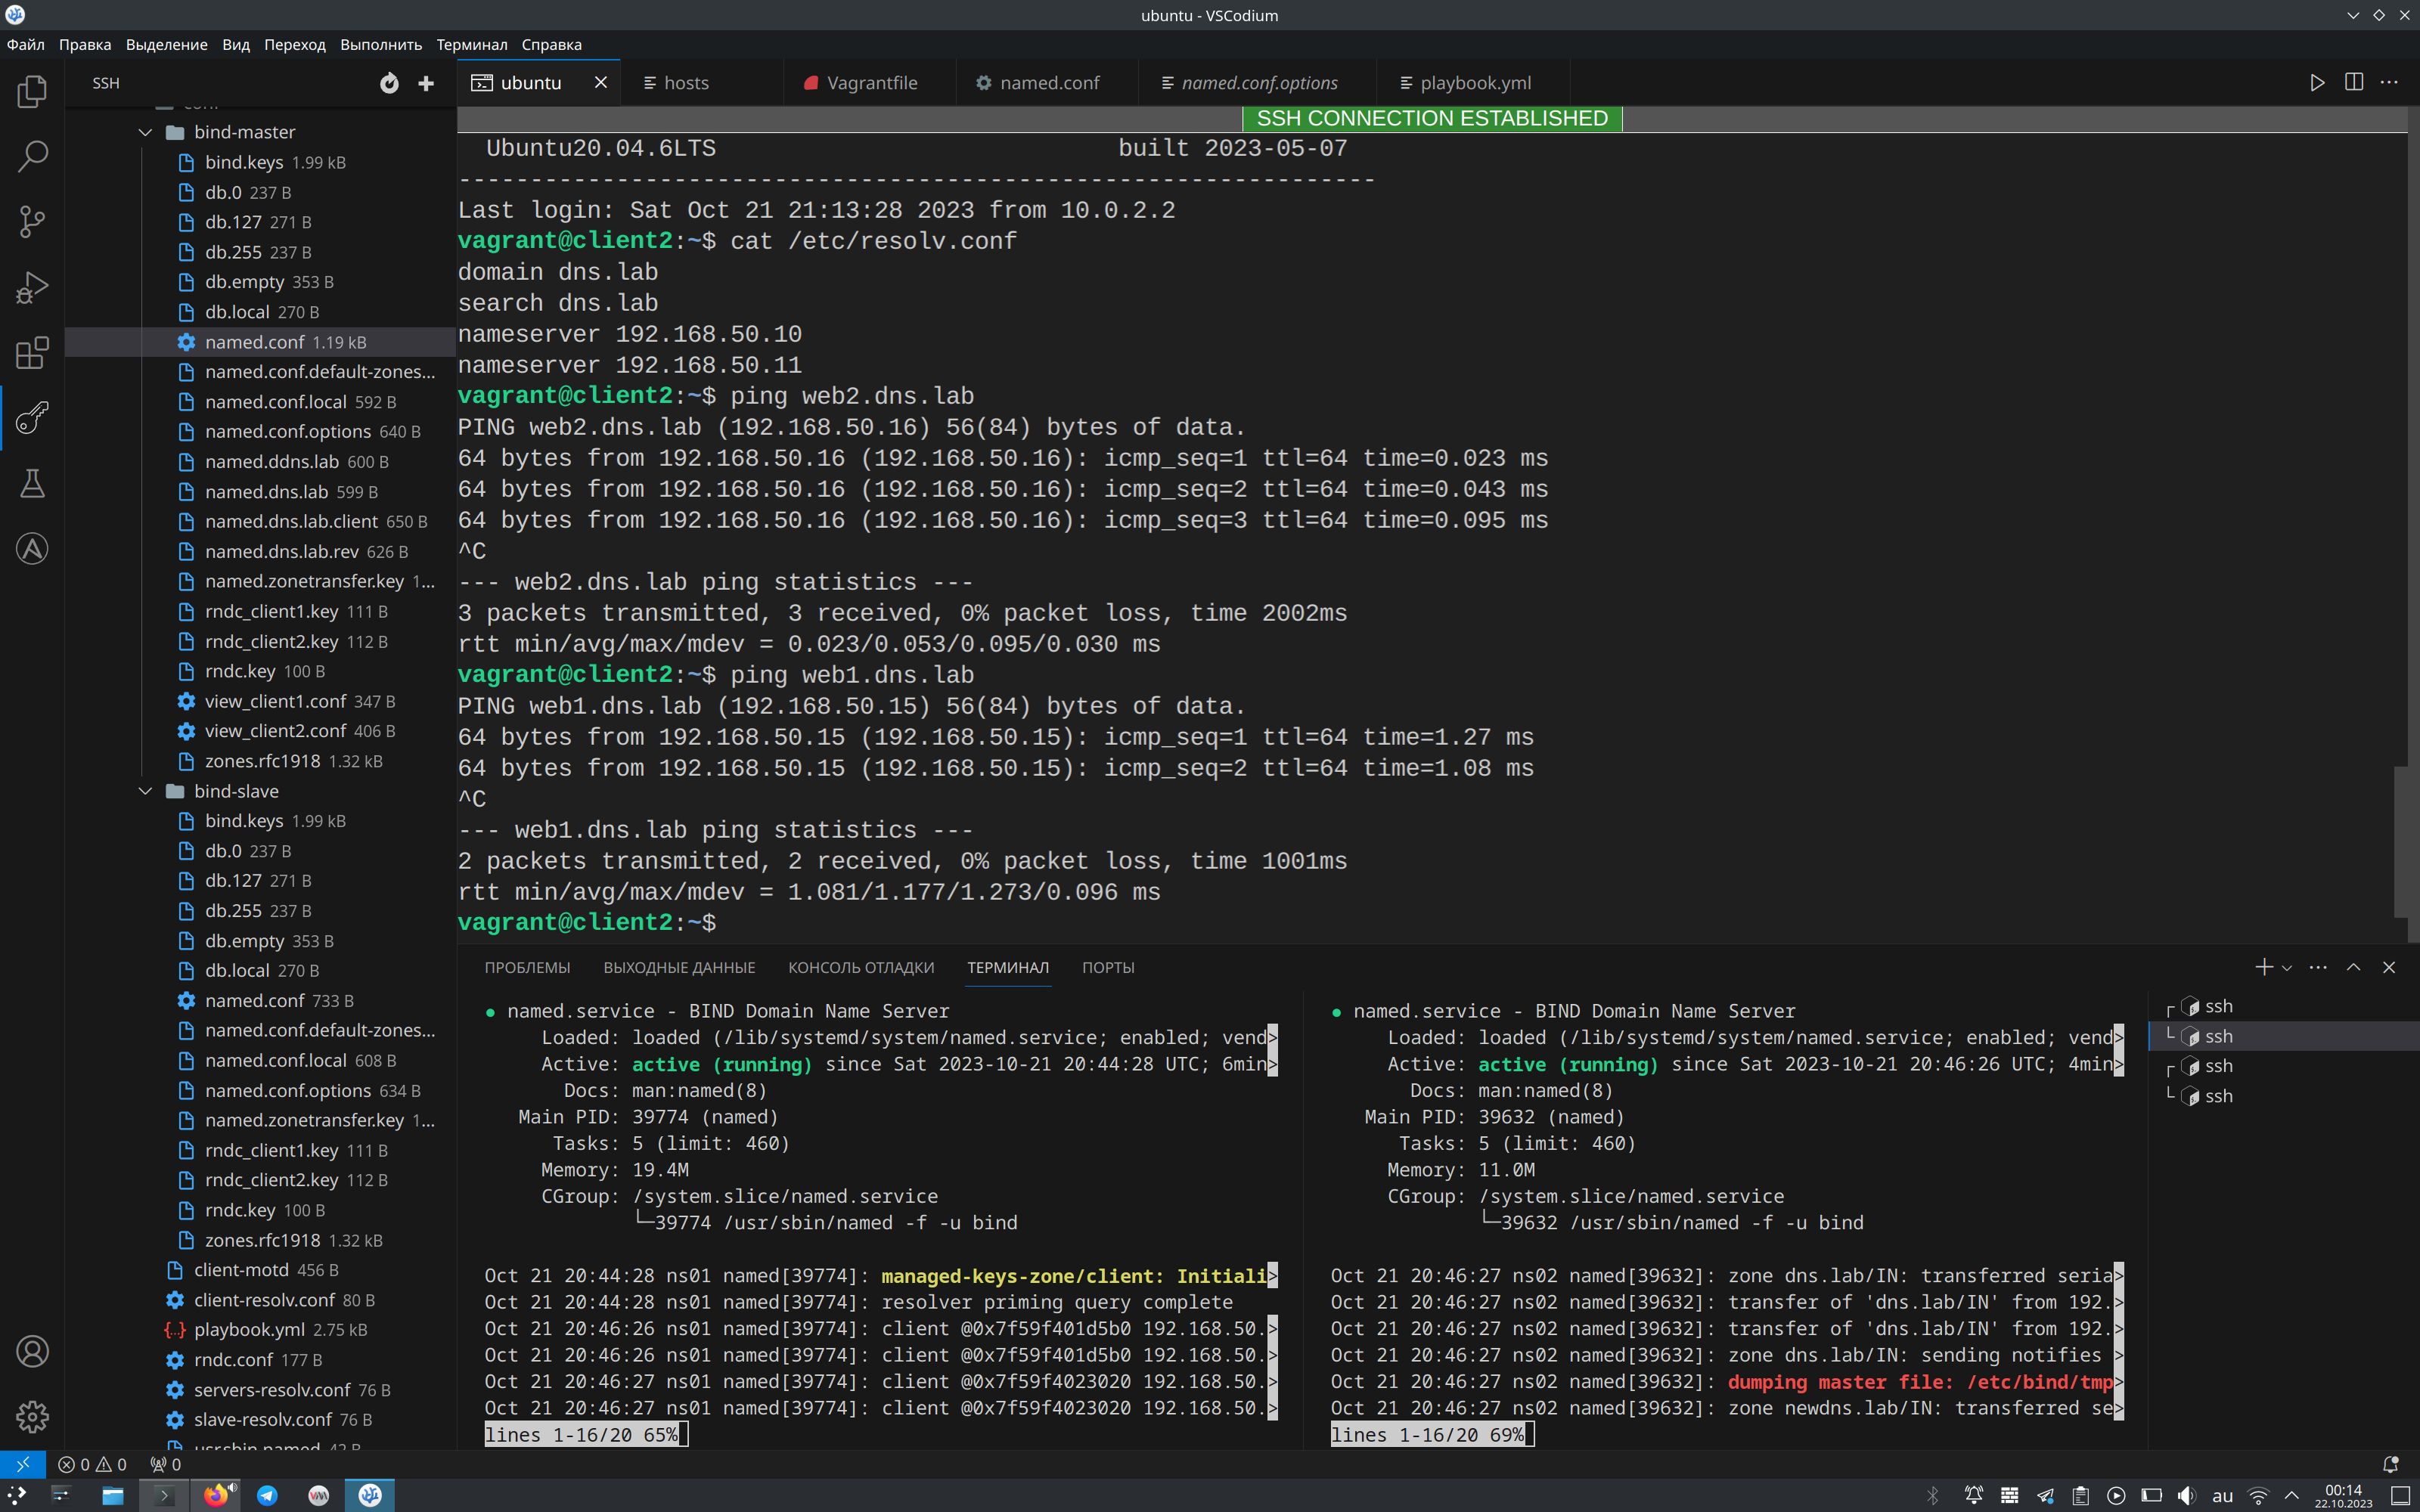 ubuntu - VSCodium
Файл Правка Выделение Вид Переход Выполнить Терминал Справка
SSH
ubuntu
hosts
Vagrantfile
named.conf
named.conf.options
playbook.yml
bind-master
bind.keys 1.99 kB
db.0 237 B
db.127 271 B
db.255 237 B
db.empty 353 B
db.local 270 B
named.conf 1.19 kB
named.conf.default-zones...
named.conf.local 592 B
named.conf.options 640 B
named.ddns.lab 600 B
named.dns.lab 599 B
named.dns.lab.client 650 B
named.dns.lab.rev 626 B
named.zonetransfer.key 1...
rndc_client1.key 111 B
rndc_client2.key 112 B
rndc.key 100 B
view_client1.conf 347 B
view_client2.conf 406 B
zones.rfc1918 1.32 kB
bind-slave
bind.keys 1.99 kB
db.0 237 B
db.127 271 B
db.255 237 B
db.empty 353 B
db.local 270 B
named.conf 733 B
named.conf.default-zones...
named.conf.local 608 B
named.conf.options 634 B
named.zonetransfer.key 1...
rndc_client1.key 111 B
rndc_client2.key 112 B
rndc.key 100 B
zones.rfc1918 1.32 kB
client-motd 456 B
client-resolv.conf 80 B
playbook.yml 2.75 kB
rndc.conf 177 B
servers-resolv.conf 76 B
slave-resolv.conf 76 B
usr.sbin.named 42 B
SSH CONNECTION ESTABLISHED
Ubuntu20.04.6LTS built 2023-05-07
----------------------------------------------------------------
Last login: Sat Oct 21 21:13:28 2023 from 10.0.2.2
vagrant@client2:~$ cat /etc/resolv.conf
domain dns.lab
search dns.lab
nameserver 192.168.50.10
nameserver 192.168.50.11
vagrant@client2:~$ ping web2.dns.lab
PING web2.dns.lab (192.168.50.16) 56(84) bytes of data.
64 bytes from 192.168.50.16 (192.168.50.16): icmp_seq=1 ttl=64 time=0.023 ms
64 bytes from 192.168.50.16 (192.168.50.16): icmp_seq=2 ttl=64 time=0.043 ms
64 bytes from 192.168.50.16 (192.168.50.16): icmp_seq=3 ttl=64 time=0.095 ms
^C
--- web2.dns.lab ping statistics ---
3 packets transmitted, 3 received, 0% packet loss, time 2002ms
rtt min/avg/max/mdev = 0.023/0.053/0.095/0.030 ms
vagrant@client2:~$ ping web1.dns.lab
PING web1.dns.lab (192.168.50.15) 56(84) bytes of data.
64 bytes from 192.168.50.15 (192.168.50.15): icmp_seq=1 ttl=64 time=1.27 ms
64 bytes from 192.168.50.15 (192.168.50.15): icmp_seq=2 ttl=64 time=1.08 ms
^C
--- web1.dns.lab ping statistics ---
2 packets transmitted, 2 received, 0% packet loss, time 1001ms
rtt min/avg/max/mdev = 1.081/1.177/1.273/0.096 ms
vagrant@client2:~$
ПРОБЛЕМЫ ВЫХОДНЫЕ ДАННЫЕ КОНСОЛЬ ОТЛАДКИ ТЕРМИНАЛ ПОРТЫ
● named.service - BIND Domain Name Server
Loaded: loaded (/lib/systemd/system/named.service; enabled; vend>
Active: active (running) since Sat 2023-10-21 20:44:28 UTC; 6min>
Docs: man:named(8)
Main PID: 39774 (named)
Tasks: 5 (limit: 460)
Memory: 19.4M
CGroup: /system.slice/named.service
└─39774 /usr/sbin/named -f -u bind
Oct 21 20:44:28 ns01 named[39774]: managed-keys-zone/client: Initiali>
Oct 21 20:44:28 ns01 named[39774]: resolver priming query complete
Oct 21 20:46:26 ns01 named[39774]: client @0x7f59f401d5b0 192.168.50.>
Oct 21 20:46:26 ns01 named[39774]: client @0x7f59f401d5b0 192.168.50.>
Oct 21 20:46:27 ns01 named[39774]: client @0x7f59f4023020 192.168.50.>
Oct 21 20:46:27 ns01 named[39774]: client @0x7f59f4023020 192.168.50.>
lines 1-16/20 65%
● named.service - BIND Domain Name Server
Loaded: loaded (/lib/systemd/system/named.service; enabled; vend>
Active: active (running) since Sat 2023-10-21 20:46:26 UTC; 4min>
Docs: man:named(8)
Main PID: 39632 (named)
Tasks: 5 (limit: 460)
Memory: 11.0M
CGroup: /system.slice/named.service
└─39632 /usr/sbin/named -f -u bind
Oct 21 20:46:27 ns02 named[39632]: zone dns.lab/IN: transferred seria>
Oct 21 20:46:27 ns02 named[39632]: transfer of 'dns.lab/IN' from 192.>
Oct 21 20:46:27 ns02 named[39632]: transfer of 'dns.lab/IN' from 192.>
Oct 21 20:46:27 ns02 named[39632]: zone dns.lab/IN: sending notifies >
Oct 21 20:46:27 ns02 named[39632]: dumping master file: /etc/bind/tmp>
Oct 21 20:46:27 ns02 named[39632]: zone newdns.lab/IN: transferred se>
lines 1-16/20 69%
ssh
ssh
ssh
ssh
0 0 0
au
00:14
22.10.2023